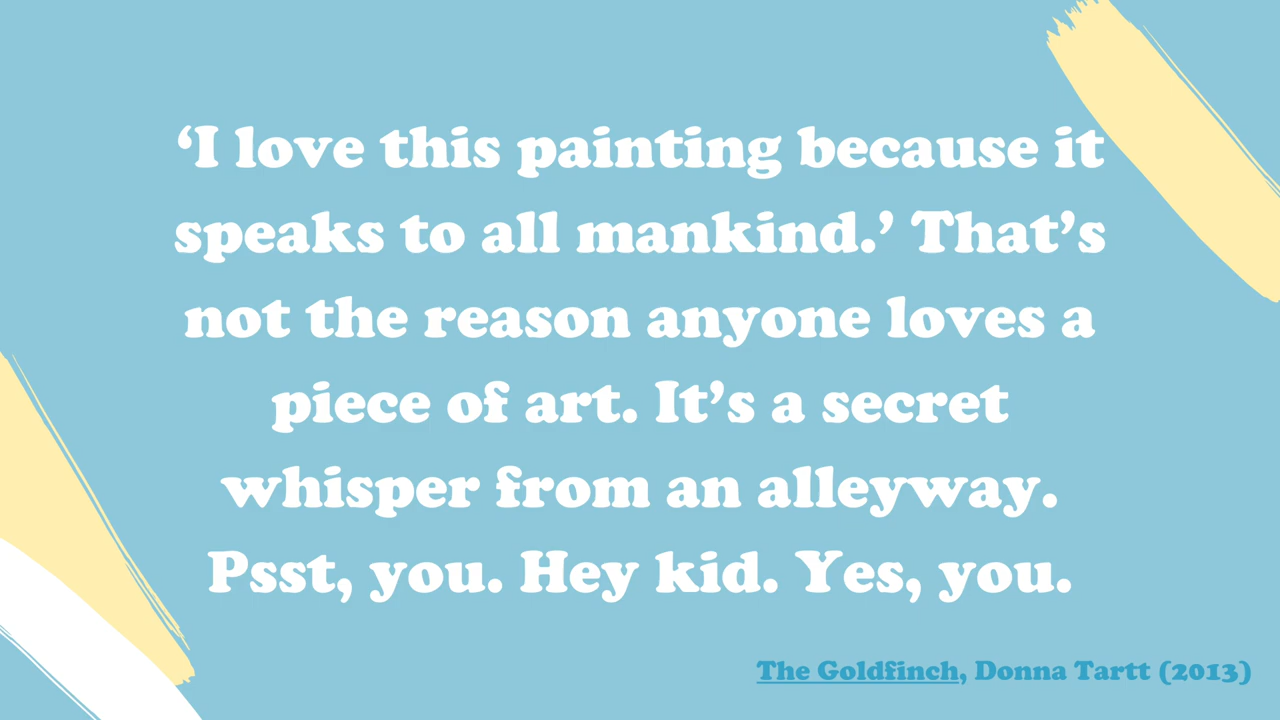 ‘I love this painting because it
speaks to all mankind.’ That’s
not the reason anyone loves a
piece of art. It’s a secret
whisper from an alleyway.
Psst, you. Hey kid. Yes, you.
The Goldfinch, Donna Tartt (2013)